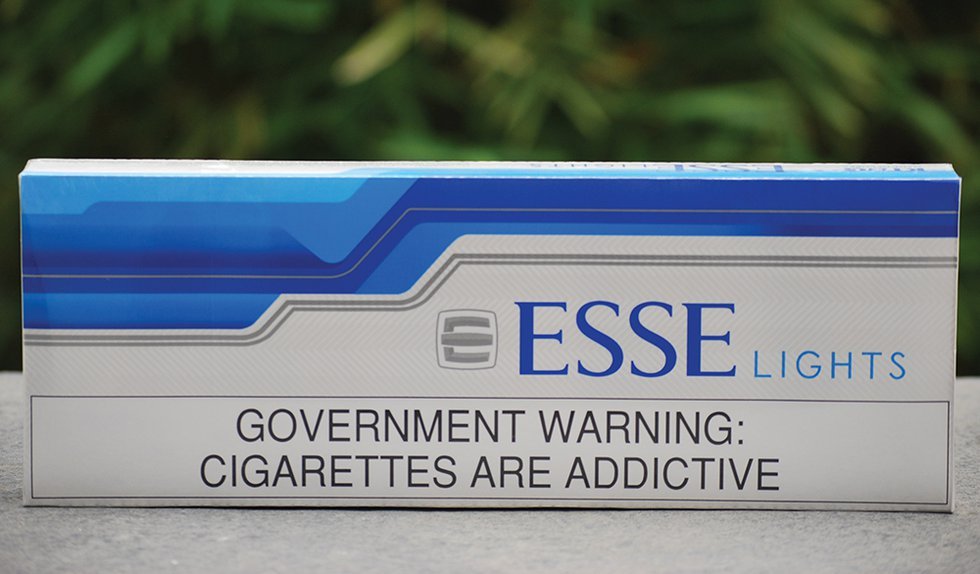 ESSE LIGHTS
GOVERNMENT WARNING:
CIGARETTES ARE ADDICTIVE